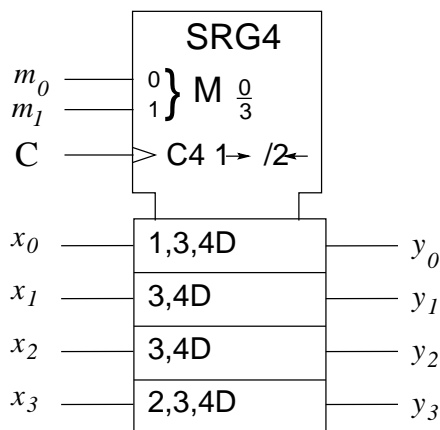 SRG4
m0 0 } M 0/3
m1 1
C C4 1→ /2←
x0 1,3,4D y0
x1 3,4D y1
x2 3,4D y2
x3 2,3,4D y3